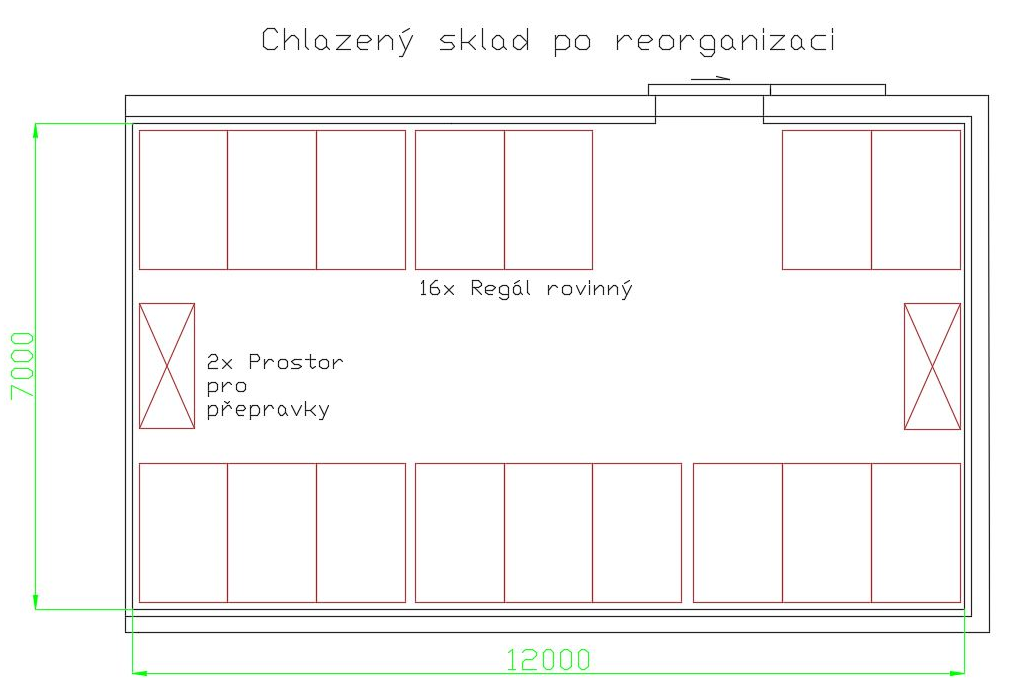 Chlazený sklad po reorganizaci
16x Regál rovinný
2x Prostor
pro
přepravky
7000
12000